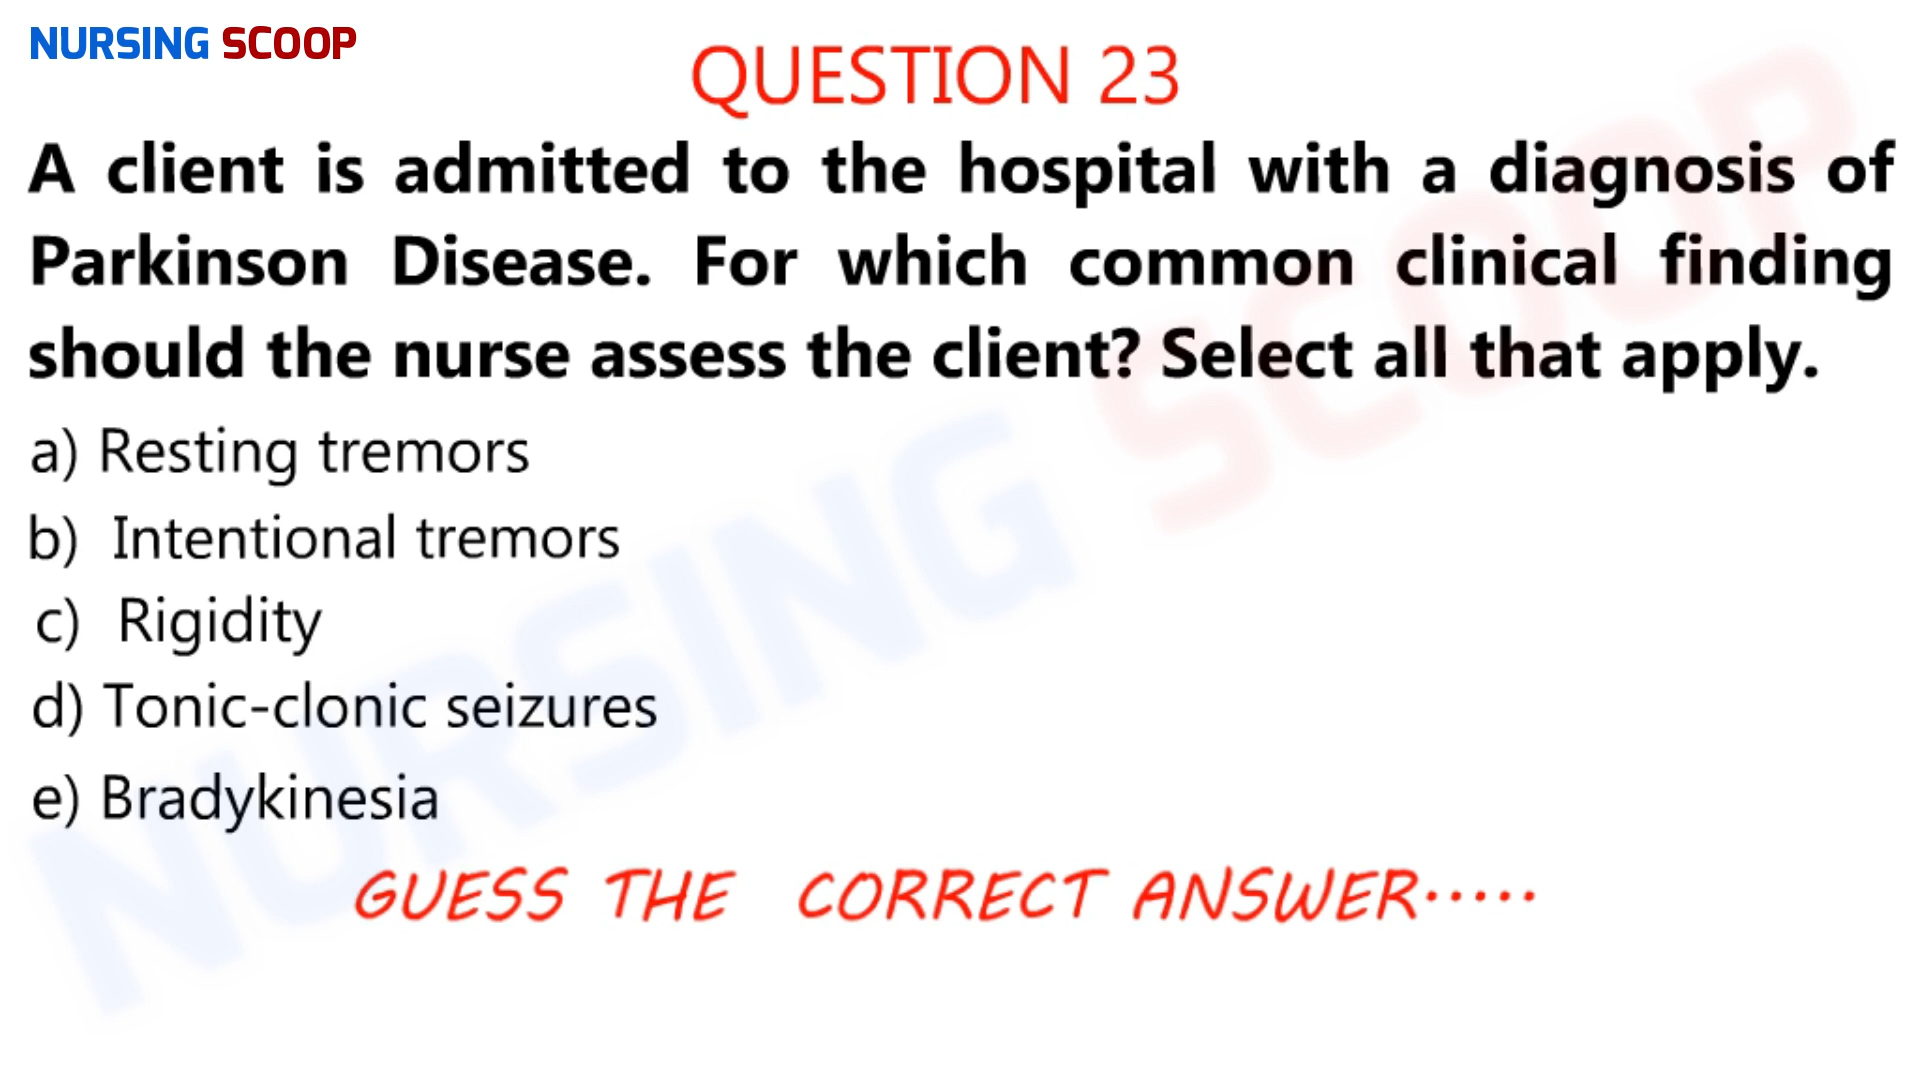 NURSING SCOOP
QUESTION 23
A client is admitted to the hospital with a diagnosis of
Parkinson Disease. For which common clinical finding
should the nurse assess the client? Select all that apply.
a) Resting tremors
b) Intentional tremors
c) Rigidity
d) Tonic-clonic seizures
e) Bradykinesia
GUESS THE CORRECT ANSWER.....
NURSING SCOOP